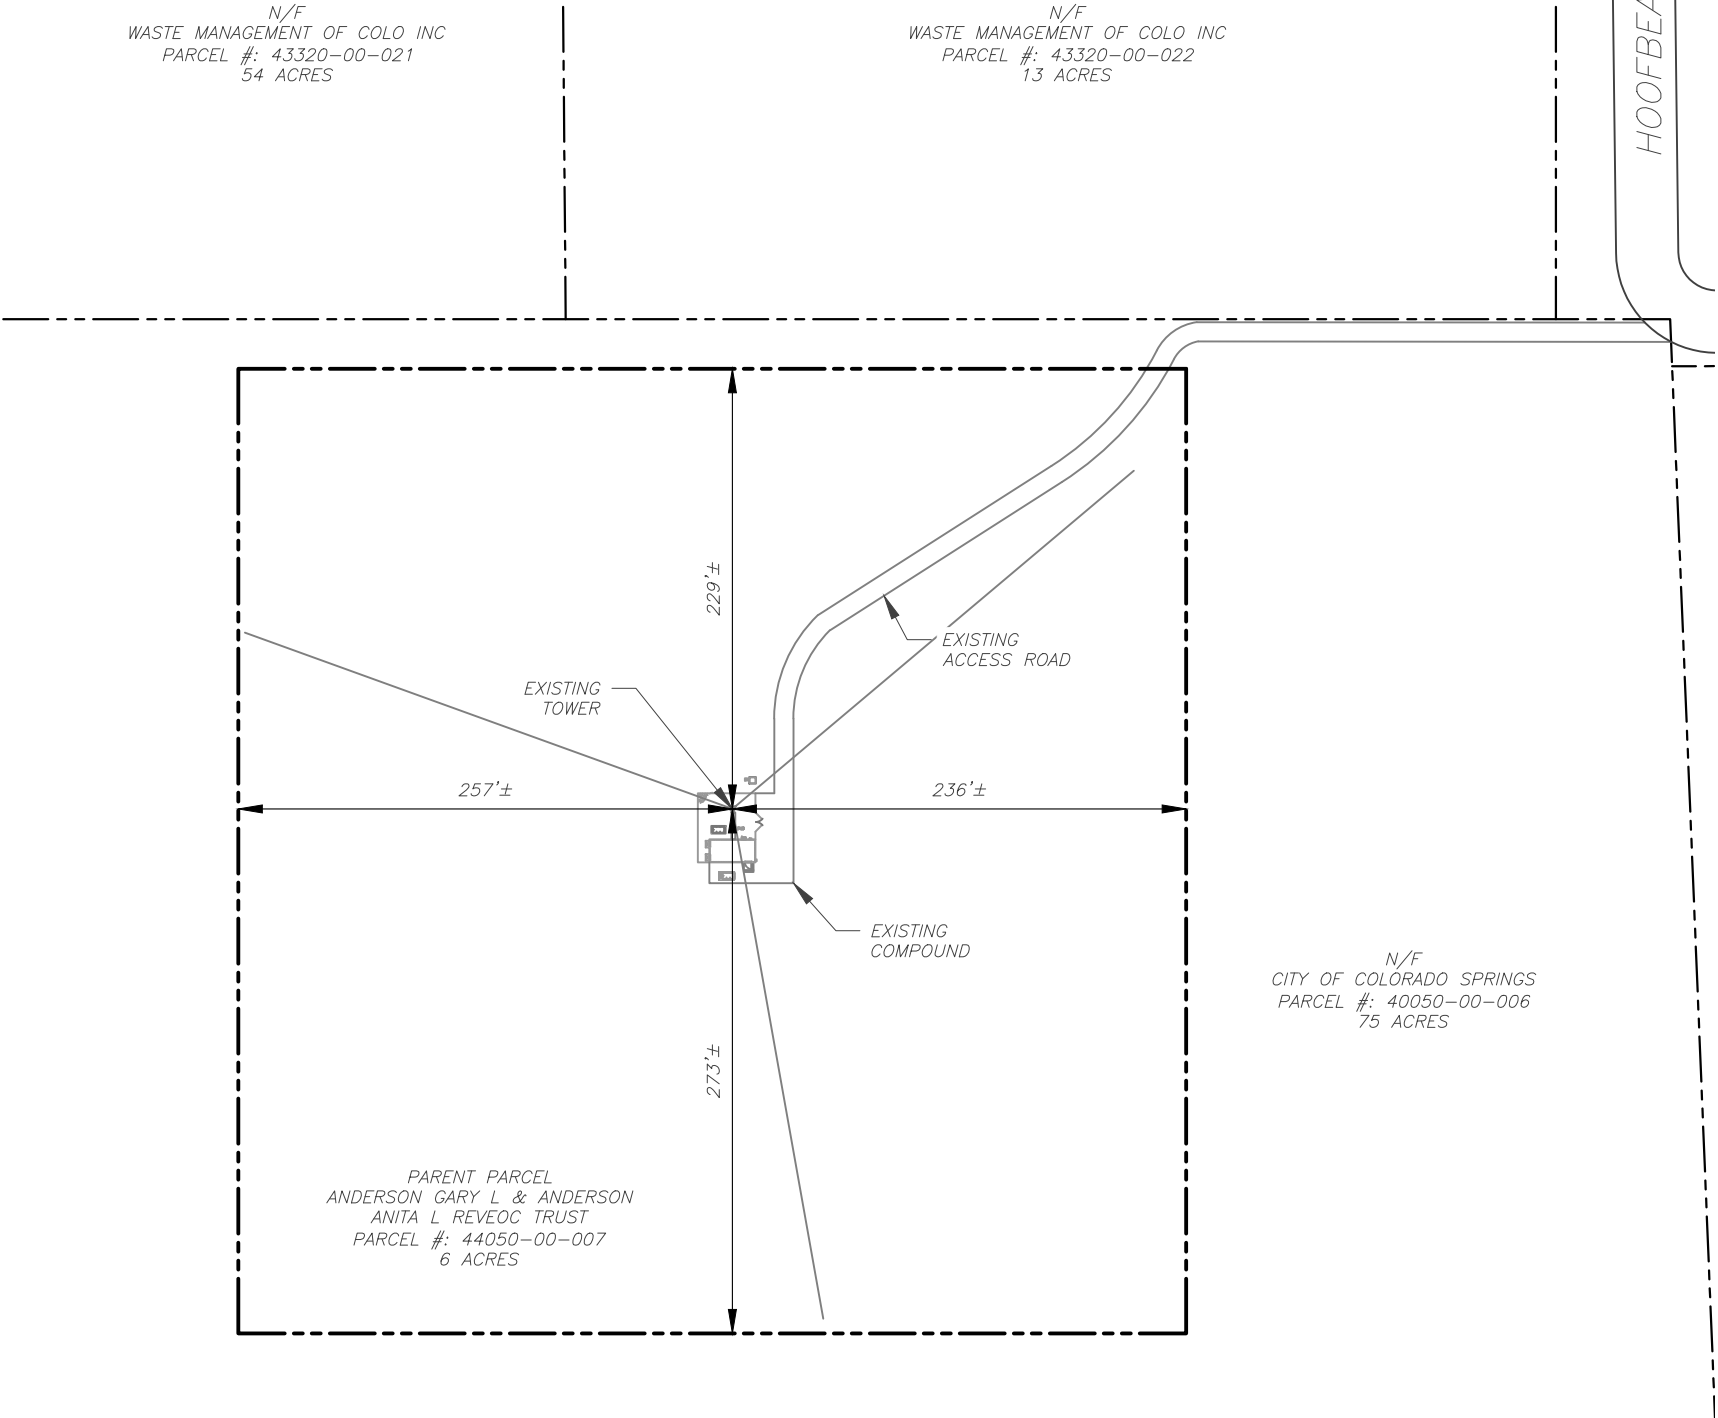 N/F
WASTE MANAGEMENT OF COLO INC
PARCEL #: 43320-00-021
54 ACRES
N/F
WASTE MANAGEMENT OF COLO INC
PARCEL #: 43320-00-022
13 ACRES
HOOFBEA
229'±
EXISTING
ACCESS ROAD
EXISTING
TOWER
257'±
236'±
EXISTING
COMPOUND
N/F
CITY OF COLORADO SPRINGS
PARCEL #: 40050-00-006
75 ACRES
273'±
PARENT PARCEL
ANDERSON GARY L & ANDERSON
ANITA L REVEOC TRUST
PARCEL #: 44050-00-007
6 ACRES